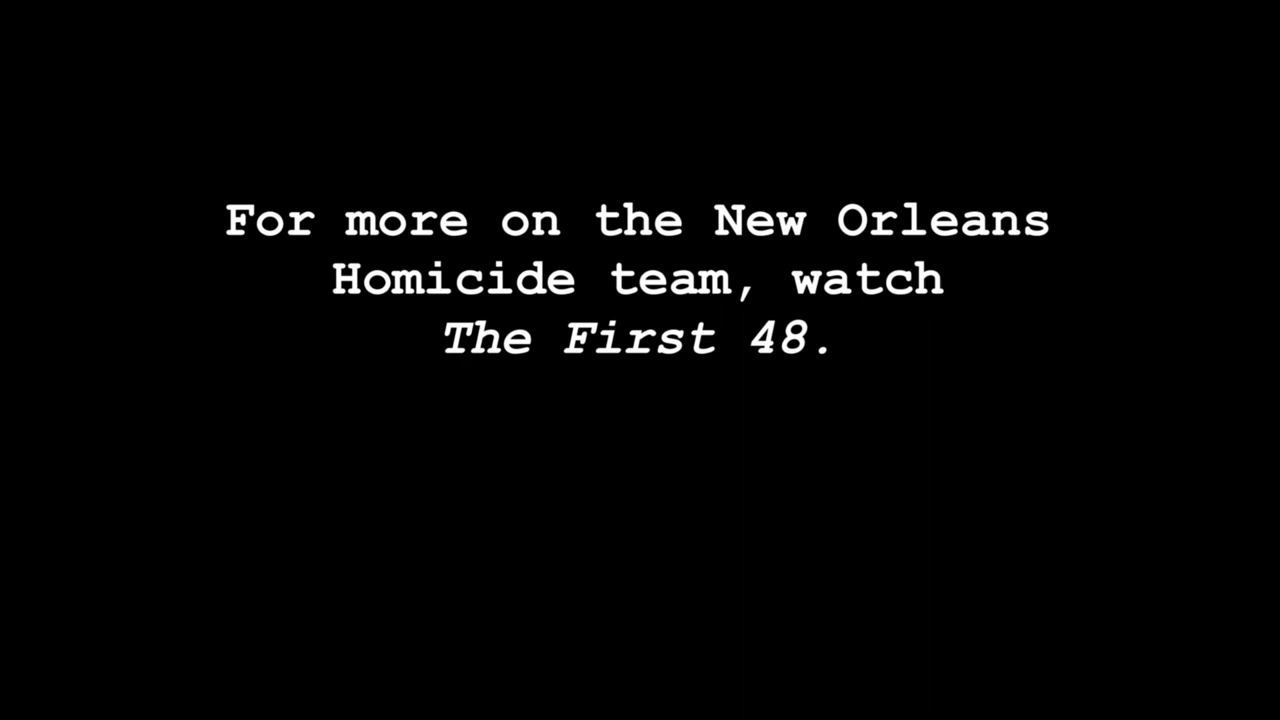 For more on the New Orleans
Homicide team, watch
The First 48.